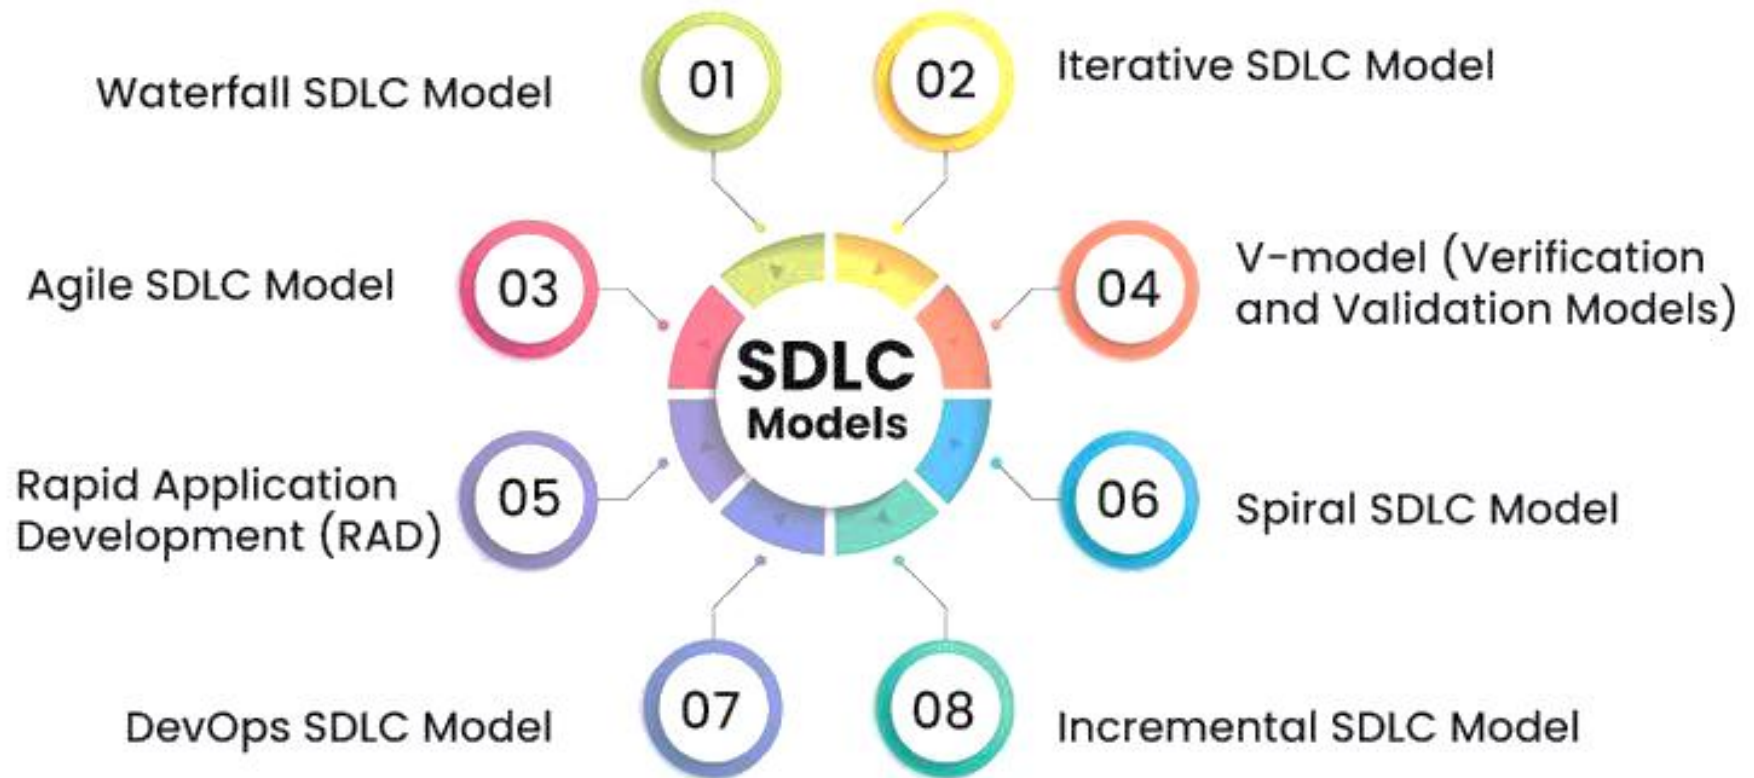 01
Waterfall SDLC Model
02
Iterative SDLC Model
03
Agile SDLC Model
04
V-model (Verification
and Validation Models)
SDLC
Models
05
Rapid Application
Development (RAD)
06
Spiral SDLC Model
07
DevOps SDLC Model
08
Incremental SDLC Model